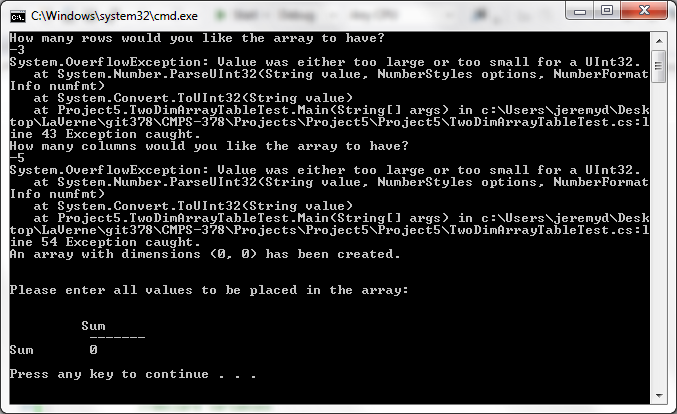 C:\Windows\system32\cmd.exe
How many rows would you like the array to have?
-3
System.OverflowException: Value was either too large or too small for a UInt32.
at System.Number.ParseUInt32(String value, NumberStyles options, NumberFormat
Info numfmt)
at System.Convert.ToUInt32(String value)
at Project5.TwoDimArrayTableTest.Main(String[] args) in c:\Users\jeremyd\Desk
top\LaVerne\git378\CMPS-378\Projects\Project5\Project5\TwoDimArrayTableTest.cs:l
ine 43 Exception caught.
How many columns would you like the array to have?
-5
System.OverflowException: Value was either too large or too small for a UInt32.
at System.Number.ParseUInt32(String value, NumberStyles options, NumberFormat
Info numfmt)
at System.Convert.ToUInt32(String value)
at Project5.TwoDimArrayTableTest.Main(String[] args) in c:\Users\jeremyd\Desk
top\LaVerne\git378\CMPS-378\Projects\Project5\Project5\TwoDimArrayTableTest.cs:l
ine 54 Exception caught.
An array with dimensions (0, 0) has been created.
Please enter all values to be placed in the array:
Sum
-------
Sum 0
Press any key to continue . . .